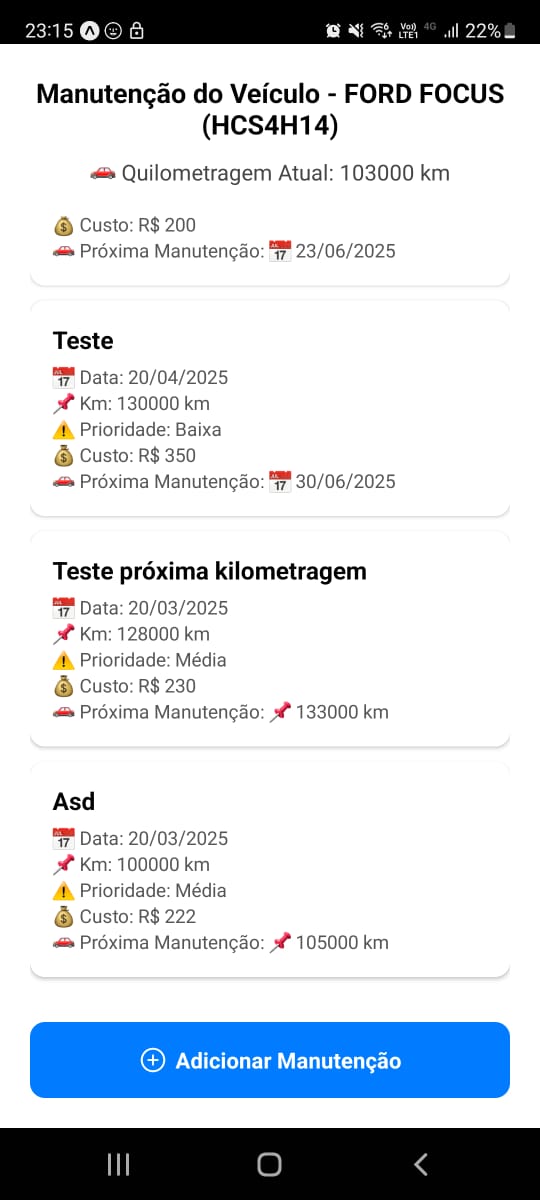 23:15 Vo) LTE1 4G 22%
Manutenção do Veículo - FORD FOCUS
(HCS4H14)
🚗 Quilometragem Atual: 103000 km
💰 Custo: R$ 200
🚗 Próxima Manutenção: 📅 23/06/2025
Teste
📅 Data: 20/04/2025
📌 Km: 130000 km
⚠️ Prioridade: Baixa
💰 Custo: R$ 350
🚗 Próxima Manutenção: 📅 30/06/2025
Teste próxima kilometragem
📅 Data: 20/03/2025
📌 Km: 128000 km
⚠️ Prioridade: Média
💰 Custo: R$ 230
🚗 Próxima Manutenção: 📌 133000 km
Asd
📅 Data: 20/03/2025
📌 Km: 100000 km
⚠️ Prioridade: Média
💰 Custo: R$ 222
🚗 Próxima Manutenção: 📌 105000 km
Adicionar Manutenção